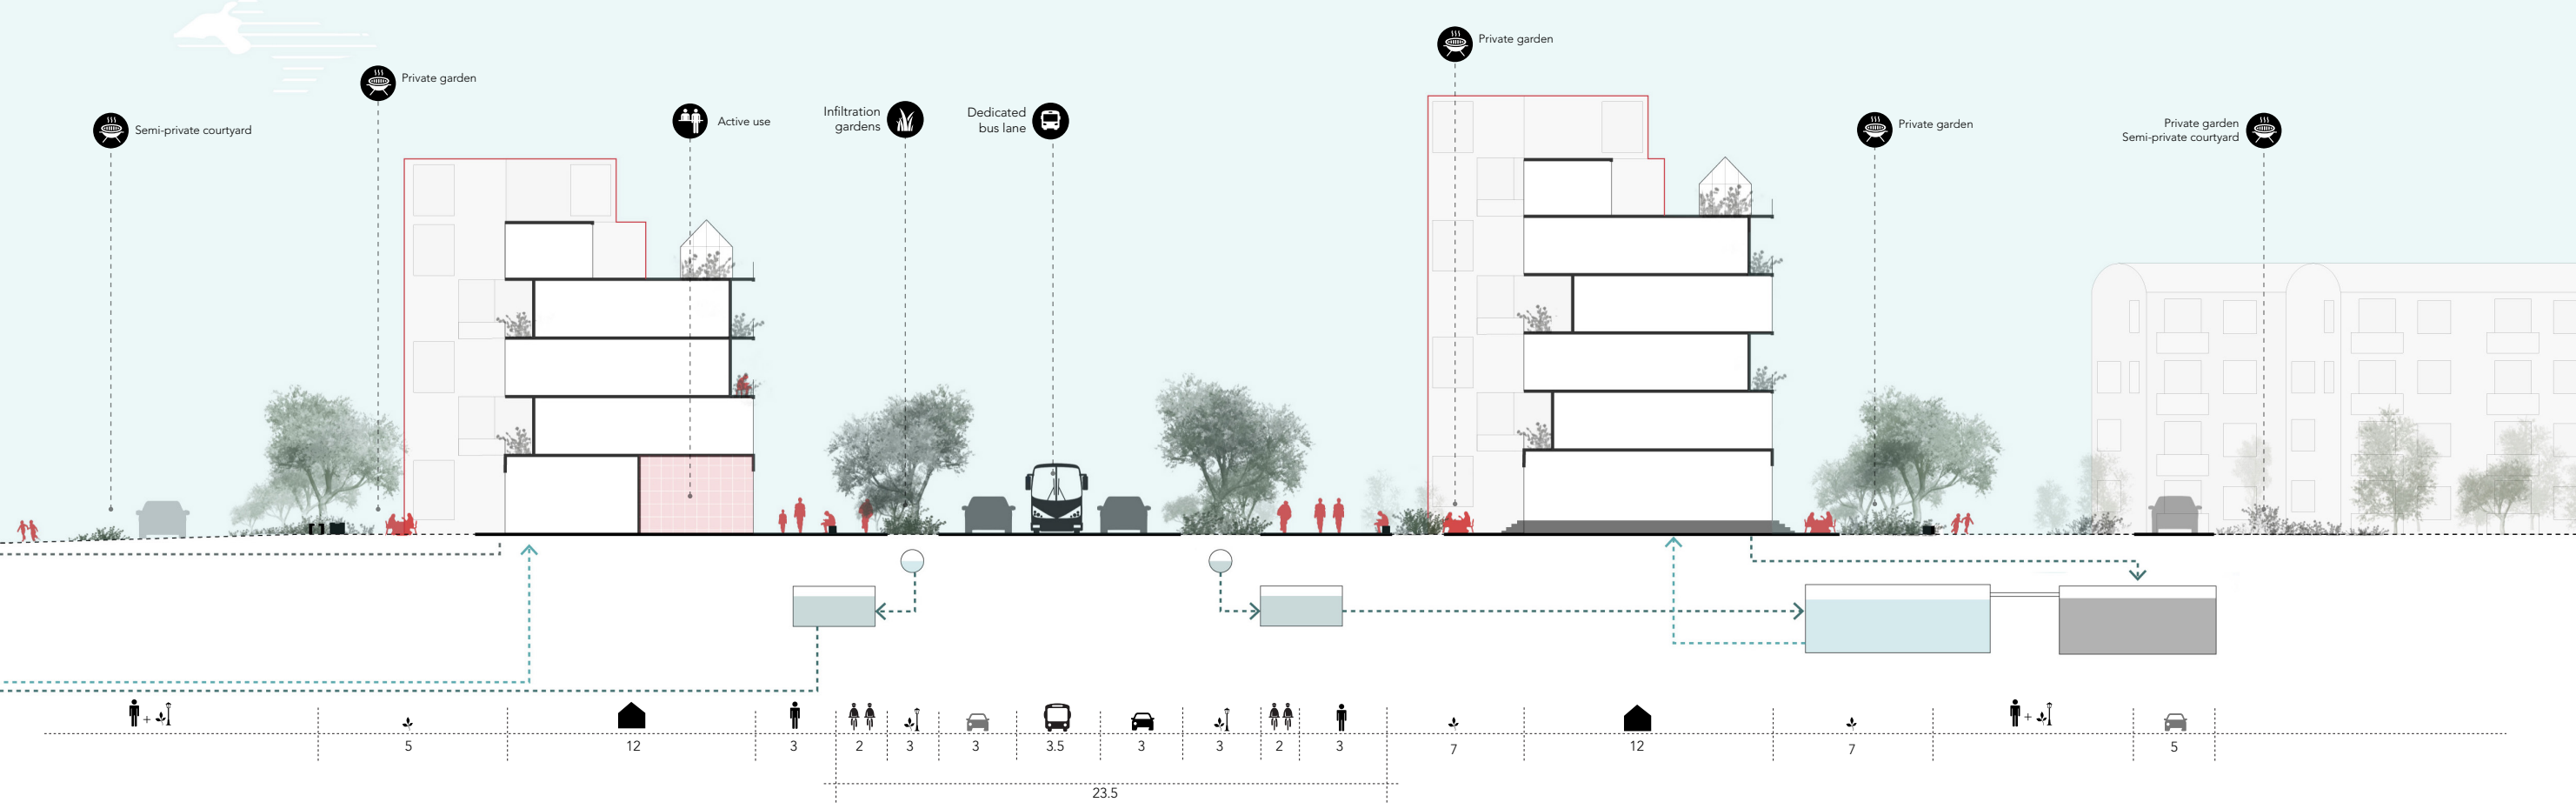 Private garden
Private garden
Semi-private courtyard
Active use
Infiltration
gardens
Dedicated
bus lane
Private garden
Private garden
Semi-private courtyard
+
+
5
12
3
2
3
3
3.5
3
3
2
3
7
12
7
5
23.5